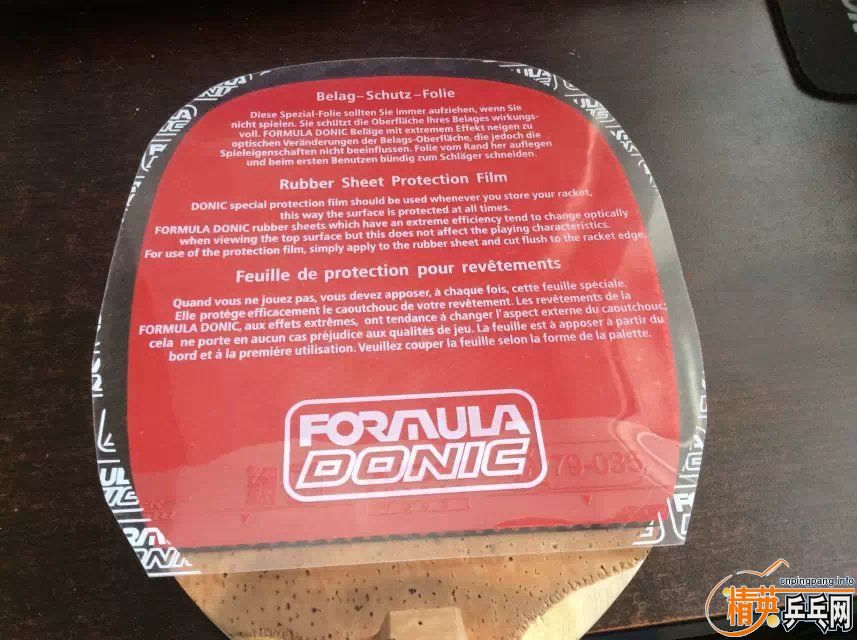 Belag-Schutz-Folie
Diese Spezial-Folie sollten Sie immer aufziehen, wenn Sie
nicht spielen. Sie schützt die Oberfläche Ihres Belages wirkungs-
voll. FORMULA DONIC Beläge mit extremem Effekt neigen zu
optischen Veränderungen der Belags-Oberfläche, die jedoch die
Spieleigenschaften nicht beeinflussen. Folie vom Rand her auflegen
und beim ersten Benutzen bündig zum Schläger schneiden.
Rubber Sheet Protection Film
DONIC special protection film should be used whenever you store your racket,
this way the surface is protected at all times.
FORMULA DONIC rubber sheets which have an extreme efficiency tend to change optically
when viewing the top surface but this does not affect the playing characteristics.
For use of the protection film, simply apply to the rubber sheet and cut flush to the racket edge.
Feuille de protection pour revêtements
Quand vous ne jouez pas, vous devez apposer, à chaque fois, cette feuille spéciale.
Elle protège efficacement le caoutchouc de votre revêtement. Les revêtements de la
FORMULA DONIC, aux effets extrêmes, ont tendance à changer l'aspect externe du caoutchouc;
cela ne porte en aucun cas préjudice aux qualités de jeu. La feuille est à apposer à partir du
bord et à la première utilisation. Veuillez couper la feuille selon la forme de la palette.
FORMULA
DONIC
79-036
cnpingpang.info
精英乒乓网